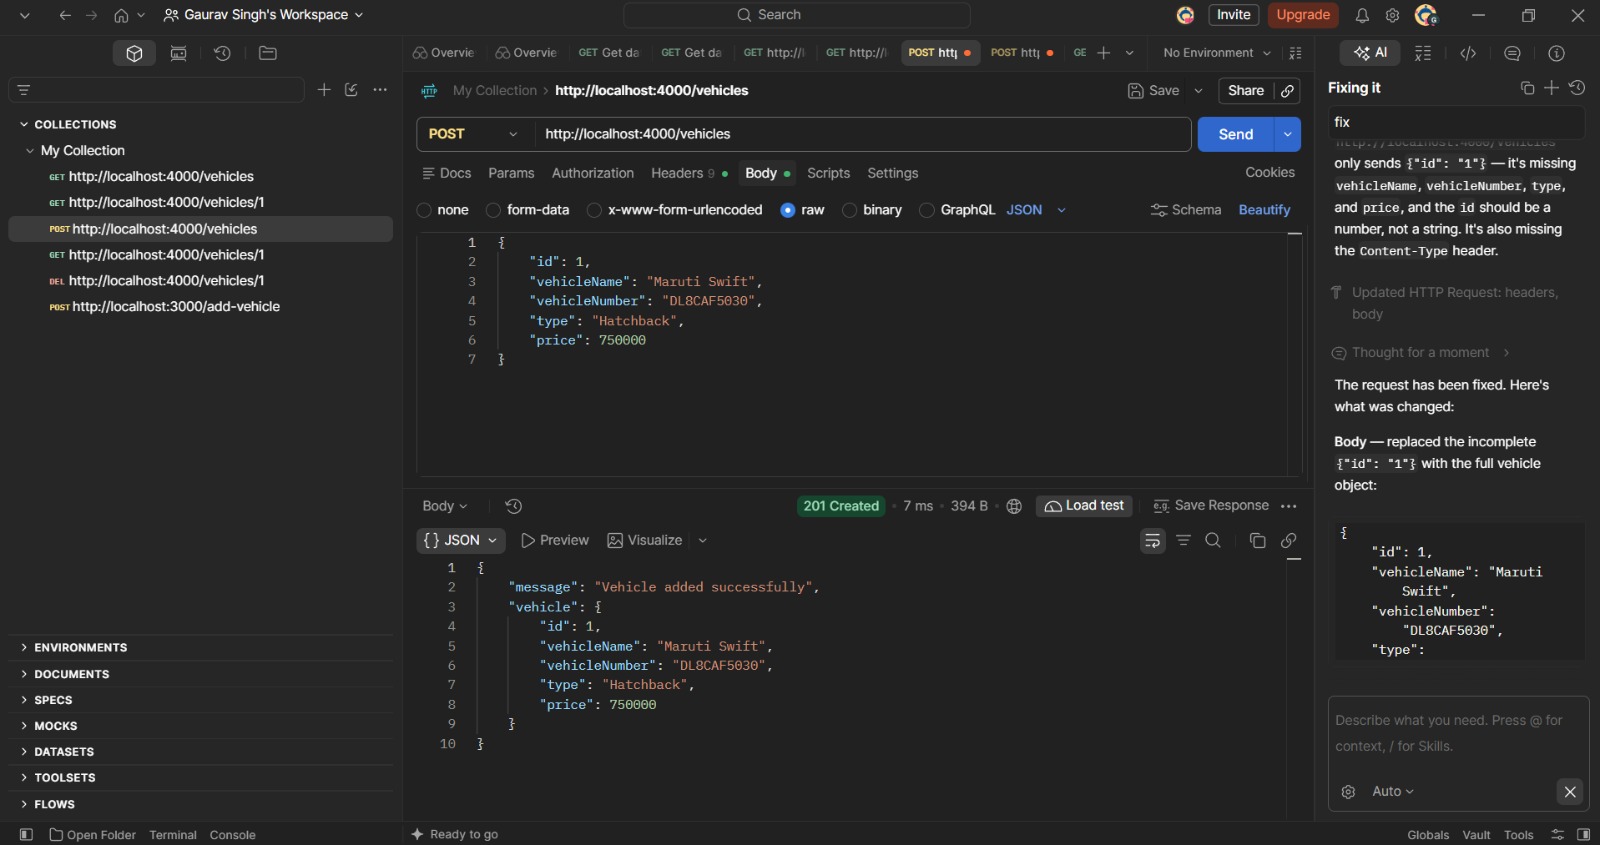 Gaurav Singh's Workspace
Search
Invite
Upgrade
Overvie
Overvie
GET Get da
GET Get da
GET http://
GET http://
POST htt
POST htt
GE
No Environment
AI
My Collection > http://localhost:4000/vehicles
Save
Share
Fixing it
COLLECTIONS
My Collection
GET http://localhost:4000/vehicles
GET http://localhost:4000/vehicles/1
POST http://localhost:4000/vehicles
GET http://localhost:4000/vehicles/1
DEL http://localhost:4000/vehicles/1
POST http://localhost:3000/add-vehicle
ENVIRONMENTS
DOCUMENTS
SPECS
MOCKS
DATASETS
TOOLSETS
FLOWS
POST
http://localhost:4000/vehicles
Send
Docs
Params
Authorization
Headers 9
Body
Scripts
Settings
Cookies
none
form-data
x-www-form-urlencoded
raw
binary
GraphQL
JSON
Schema
Beautify
1 {
2 "id": 1,
3 "vehicleName": "Maruti Swift",
4 "vehicleNumber": "DL8CAF5030",
5 "type": "Hatchback",
6 "price": 750000
7 }
Body
201 Created
7 ms
394 B
Load test
e.g. Save Response
{} JSON
Preview
Visualize
1 {
2 "message": "Vehicle added successfully",
3 "vehicle": {
4 "id": 1,
5 "vehicleName": "Maruti Swift",
6 "vehicleNumber": "DL8CAF5030",
7 "type": "Hatchback",
8 "price": 750000
9 }
10 }
fix
http://localhost:4000/vehicles
only sends {"id": "1"} — it's missing
vehicleName, vehicleNumber, type,
and price, and the id should be a
number, not a string. It's also missing
the Content-Type header.
Updated HTTP Request: headers,
body
Thought for a moment
The request has been fixed. Here's
what was changed:
Body — replaced the incomplete
{"id": "1"} with the full vehicle
object:
{
"id": 1,
"vehicleName": "Maruti
Swift",
"vehicleNumber":
"DL8CAF5030",
"type":
Describe what you need. Press @ for
context, / for Skills.
Auto
Open Folder
Terminal
Console
Ready to go
Globals
Vault
Tools